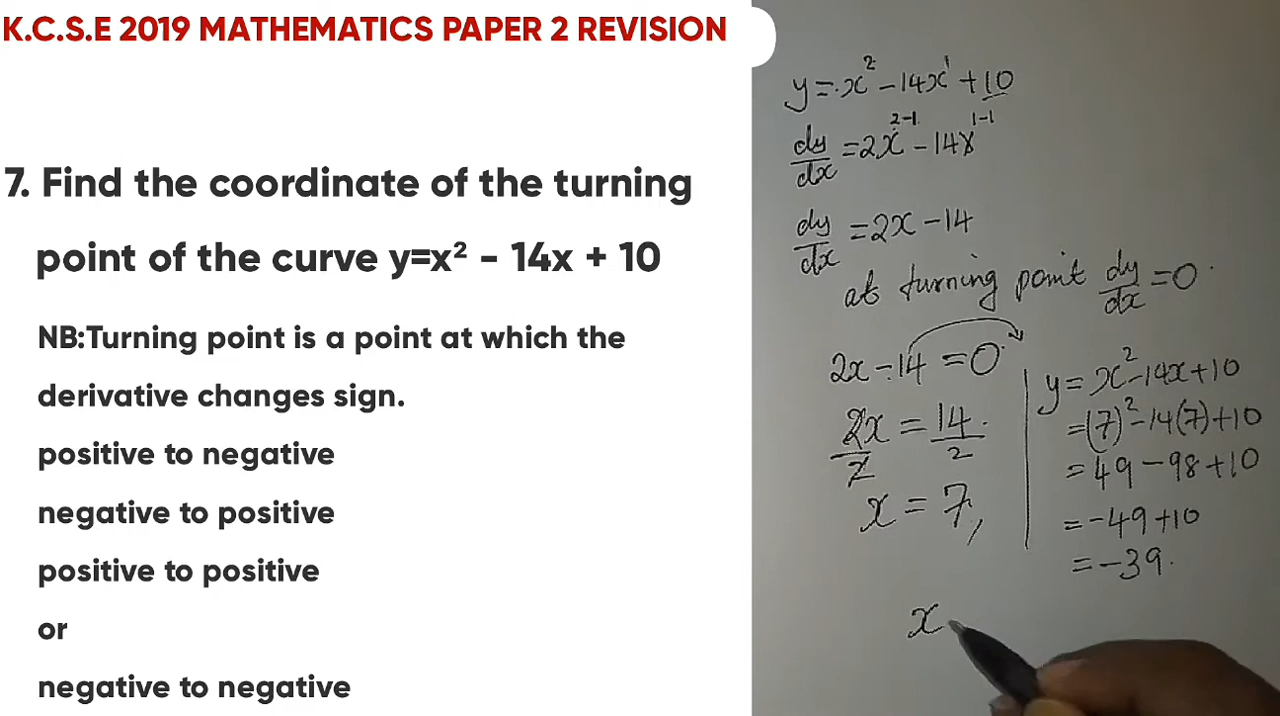 K.C.S.E 2019 MATHEMATICS PAPER 2 REVISION
7. Find the coordinate of the turning
point of the curve y=x² - 14x + 10
NB:Turning point is a point at which the
derivative changes sign.
positive to negative
negative to positive
positive to positive
or
negative to negative
y = x² - 14x¹ + 10
dy/dx = 2x²⁻¹ - 14x¹⁻¹
dy/dx = 2x - 14
at turning point dy/dx = 0.
2x - 14 = 0
2x/2 = 14/2
x = 7,
y = x² - 14x + 10
= (7)² - 14(7) + 10
= 49 - 98 + 10
= -49 + 10
= -39.
x